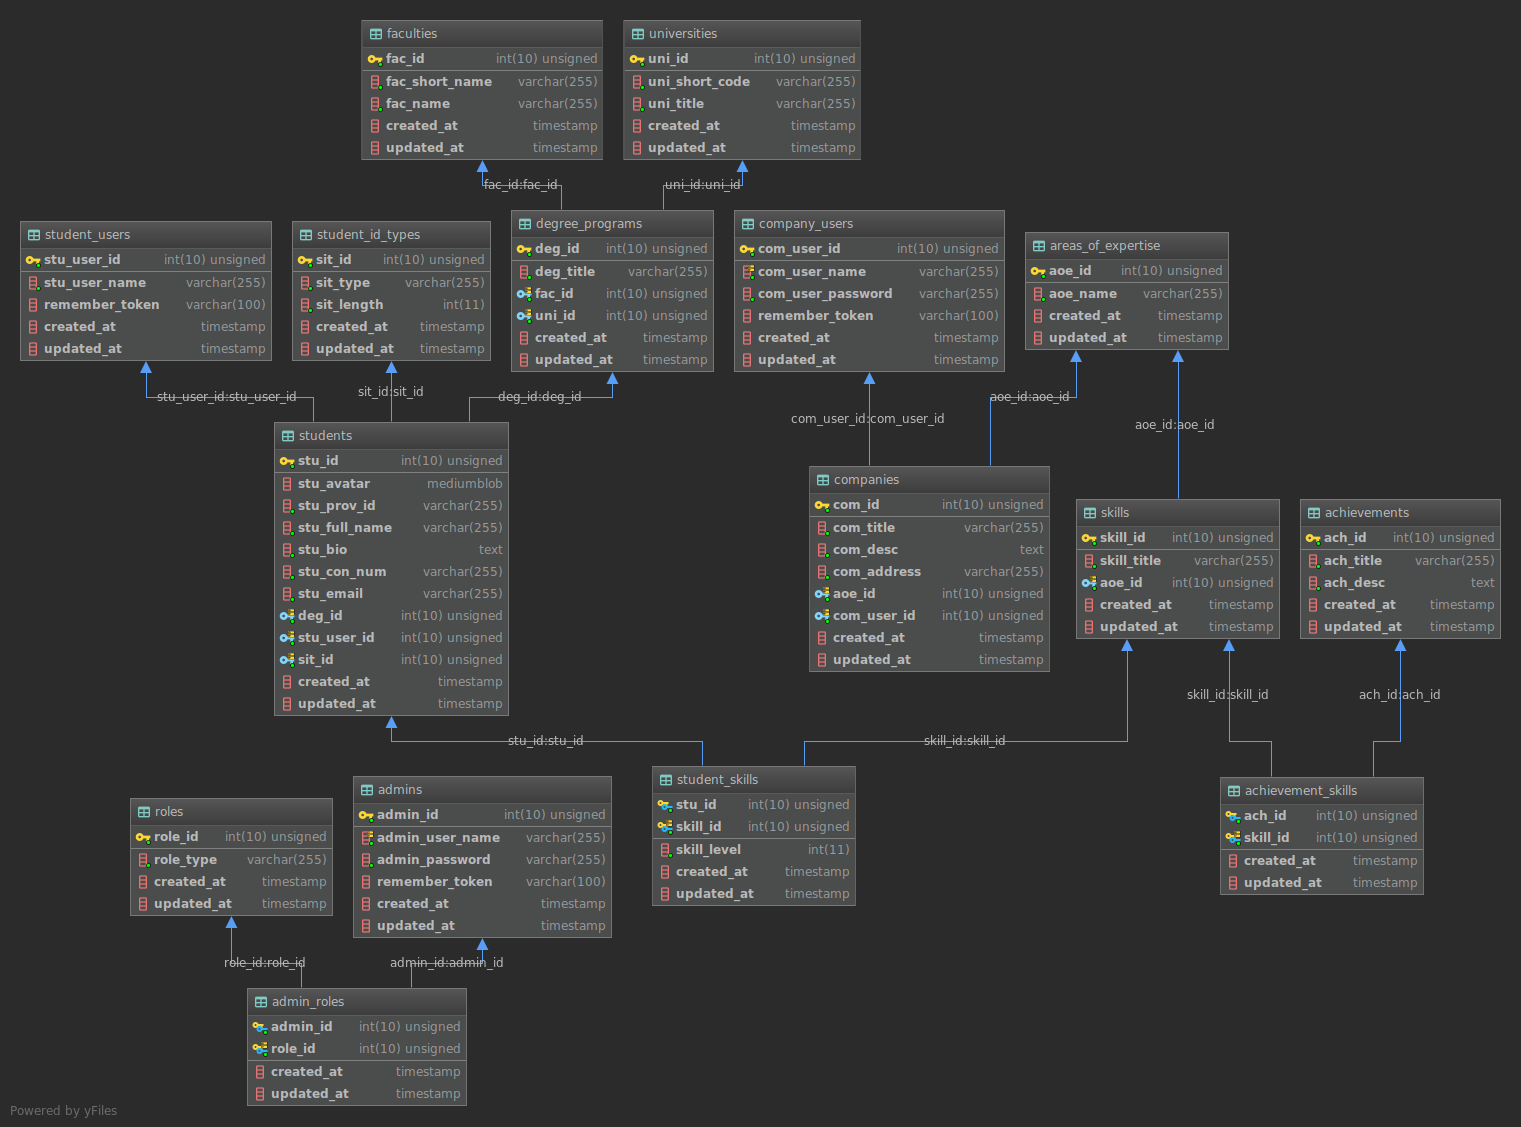 faculties
fac_id int(10) unsigned
fac_short_name varchar(255)
fac_name varchar(255)
created_at timestamp
updated_at timestamp
universities
uni_id int(10) unsigned
uni_short_code varchar(255)
uni_title varchar(255)
created_at timestamp
updated_at timestamp
fac_id:fac_id
uni_id:uni_id
student_users
stu_user_id int(10) unsigned
stu_user_name varchar(255)
remember_token varchar(100)
created_at timestamp
updated_at timestamp
student_id_types
sit_id int(10) unsigned
sit_type varchar(255)
sit_length int(11)
created_at timestamp
updated_at timestamp
degree_programs
deg_id int(10) unsigned
deg_title varchar(255)
fac_id int(10) unsigned
uni_id int(10) unsigned
created_at timestamp
updated_at timestamp
company_users
com_user_id int(10) unsigned
com_user_name varchar(255)
com_user_password varchar(255)
remember_token varchar(100)
created_at timestamp
updated_at timestamp
areas_of_expertise
aoe_id int(10) unsigned
aoe_name varchar(255)
created_at timestamp
updated_at timestamp
stu_user_id:stu_user_id
sit_id:sit_id
deg_id:deg_id
com_user_id:com_user_id
aoe_id:aoe_id
aoe_id:aoe_id
students
stu_id int(10) unsigned
stu_avatar mediumblob
stu_prov_id varchar(255)
stu_full_name varchar(255)
stu_bio text
stu_con_num varchar(255)
stu_email varchar(255)
deg_id int(10) unsigned
stu_user_id int(10) unsigned
sit_id int(10) unsigned
created_at timestamp
updated_at timestamp
companies
com_id int(10) unsigned
com_title varchar(255)
com_desc text
com_address varchar(255)
aoe_id int(10) unsigned
com_user_id int(10) unsigned
created_at timestamp
updated_at timestamp
skills
skill_id int(10) unsigned
skill_title varchar(255)
aoe_id int(10) unsigned
created_at timestamp
updated_at timestamp
achievements
ach_id int(10) unsigned
ach_title varchar(255)
ach_desc text
created_at timestamp
updated_at timestamp
stu_id:stu_id
skill_id:skill_id
skill_id:skill_id
ach_id:ach_id
roles
role_id int(10) unsigned
role_type varchar(255)
created_at timestamp
updated_at timestamp
admins
admin_id int(10) unsigned
admin_user_name varchar(255)
admin_password varchar(255)
remember_token varchar(100)
created_at timestamp
updated_at timestamp
student_skills
stu_id int(10) unsigned
skill_id int(10) unsigned
skill_level int(11)
created_at timestamp
updated_at timestamp
achievement_skills
ach_id int(10) unsigned
skill_id int(10) unsigned
created_at timestamp
updated_at timestamp
role_id:role_id
admin_id:admin_id
admin_roles
admin_id int(10) unsigned
role_id int(10) unsigned
created_at timestamp
updated_at timestamp
Powered by yFiles